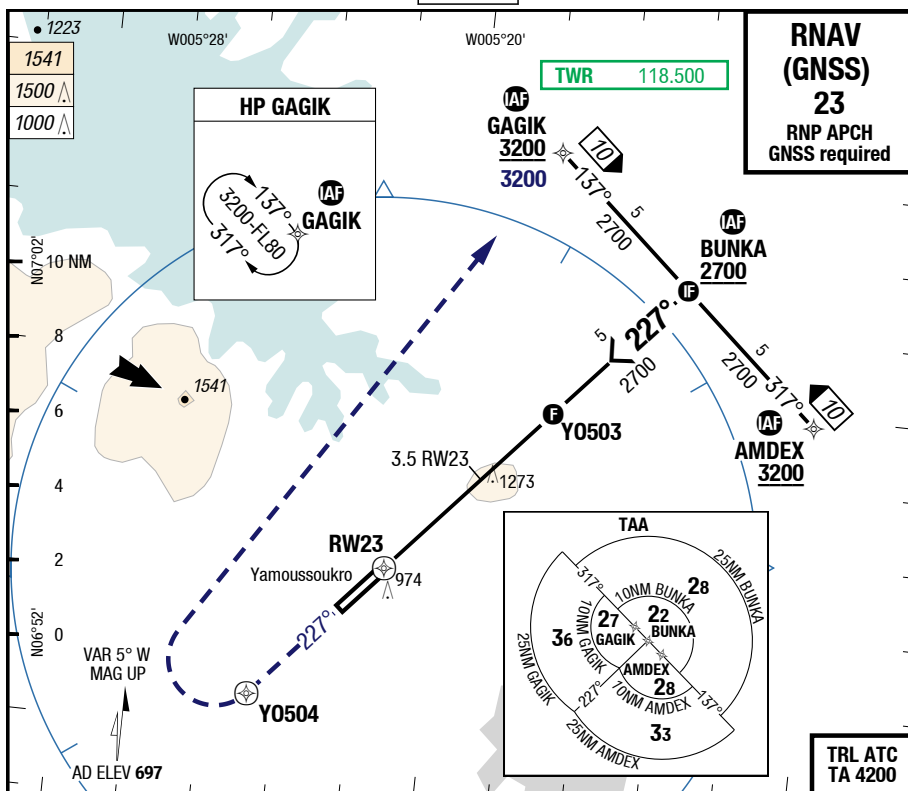 1223
1541
1500
1000
W005°28'
W005°20'
TWR 118.500
RNAV
(GNSS)
23
RNP APCH
GNSS required
HP GAGIK
IAF
GAGIK
137°
3200-FL80
317°
IAF
GAGIK
3200
3200
10
137°
5
2700
IAF
BUNKA
2700
IF
N07°02'
10 NM
8
6
4
2
0
N06°52'
1541
227°
5
2700
5
2700
317°
10
IAF
AMDEX
3200
F
YO503
3.5 RW23
1273
RW23
Yamoussoukro
974
227°
YO504
VAR 5° W
MAG UP
AD ELEV 697
TAA
317°
25NM BUNKA
10NM BUNKA
28
27
22
GAGIK
BUNKA
10NM GAGIK
36
25NM GAGIK
AMDEX
28
10NM AMDEX
227°
137°
33
25NM AMDEX
TRL ATC
TA 4200